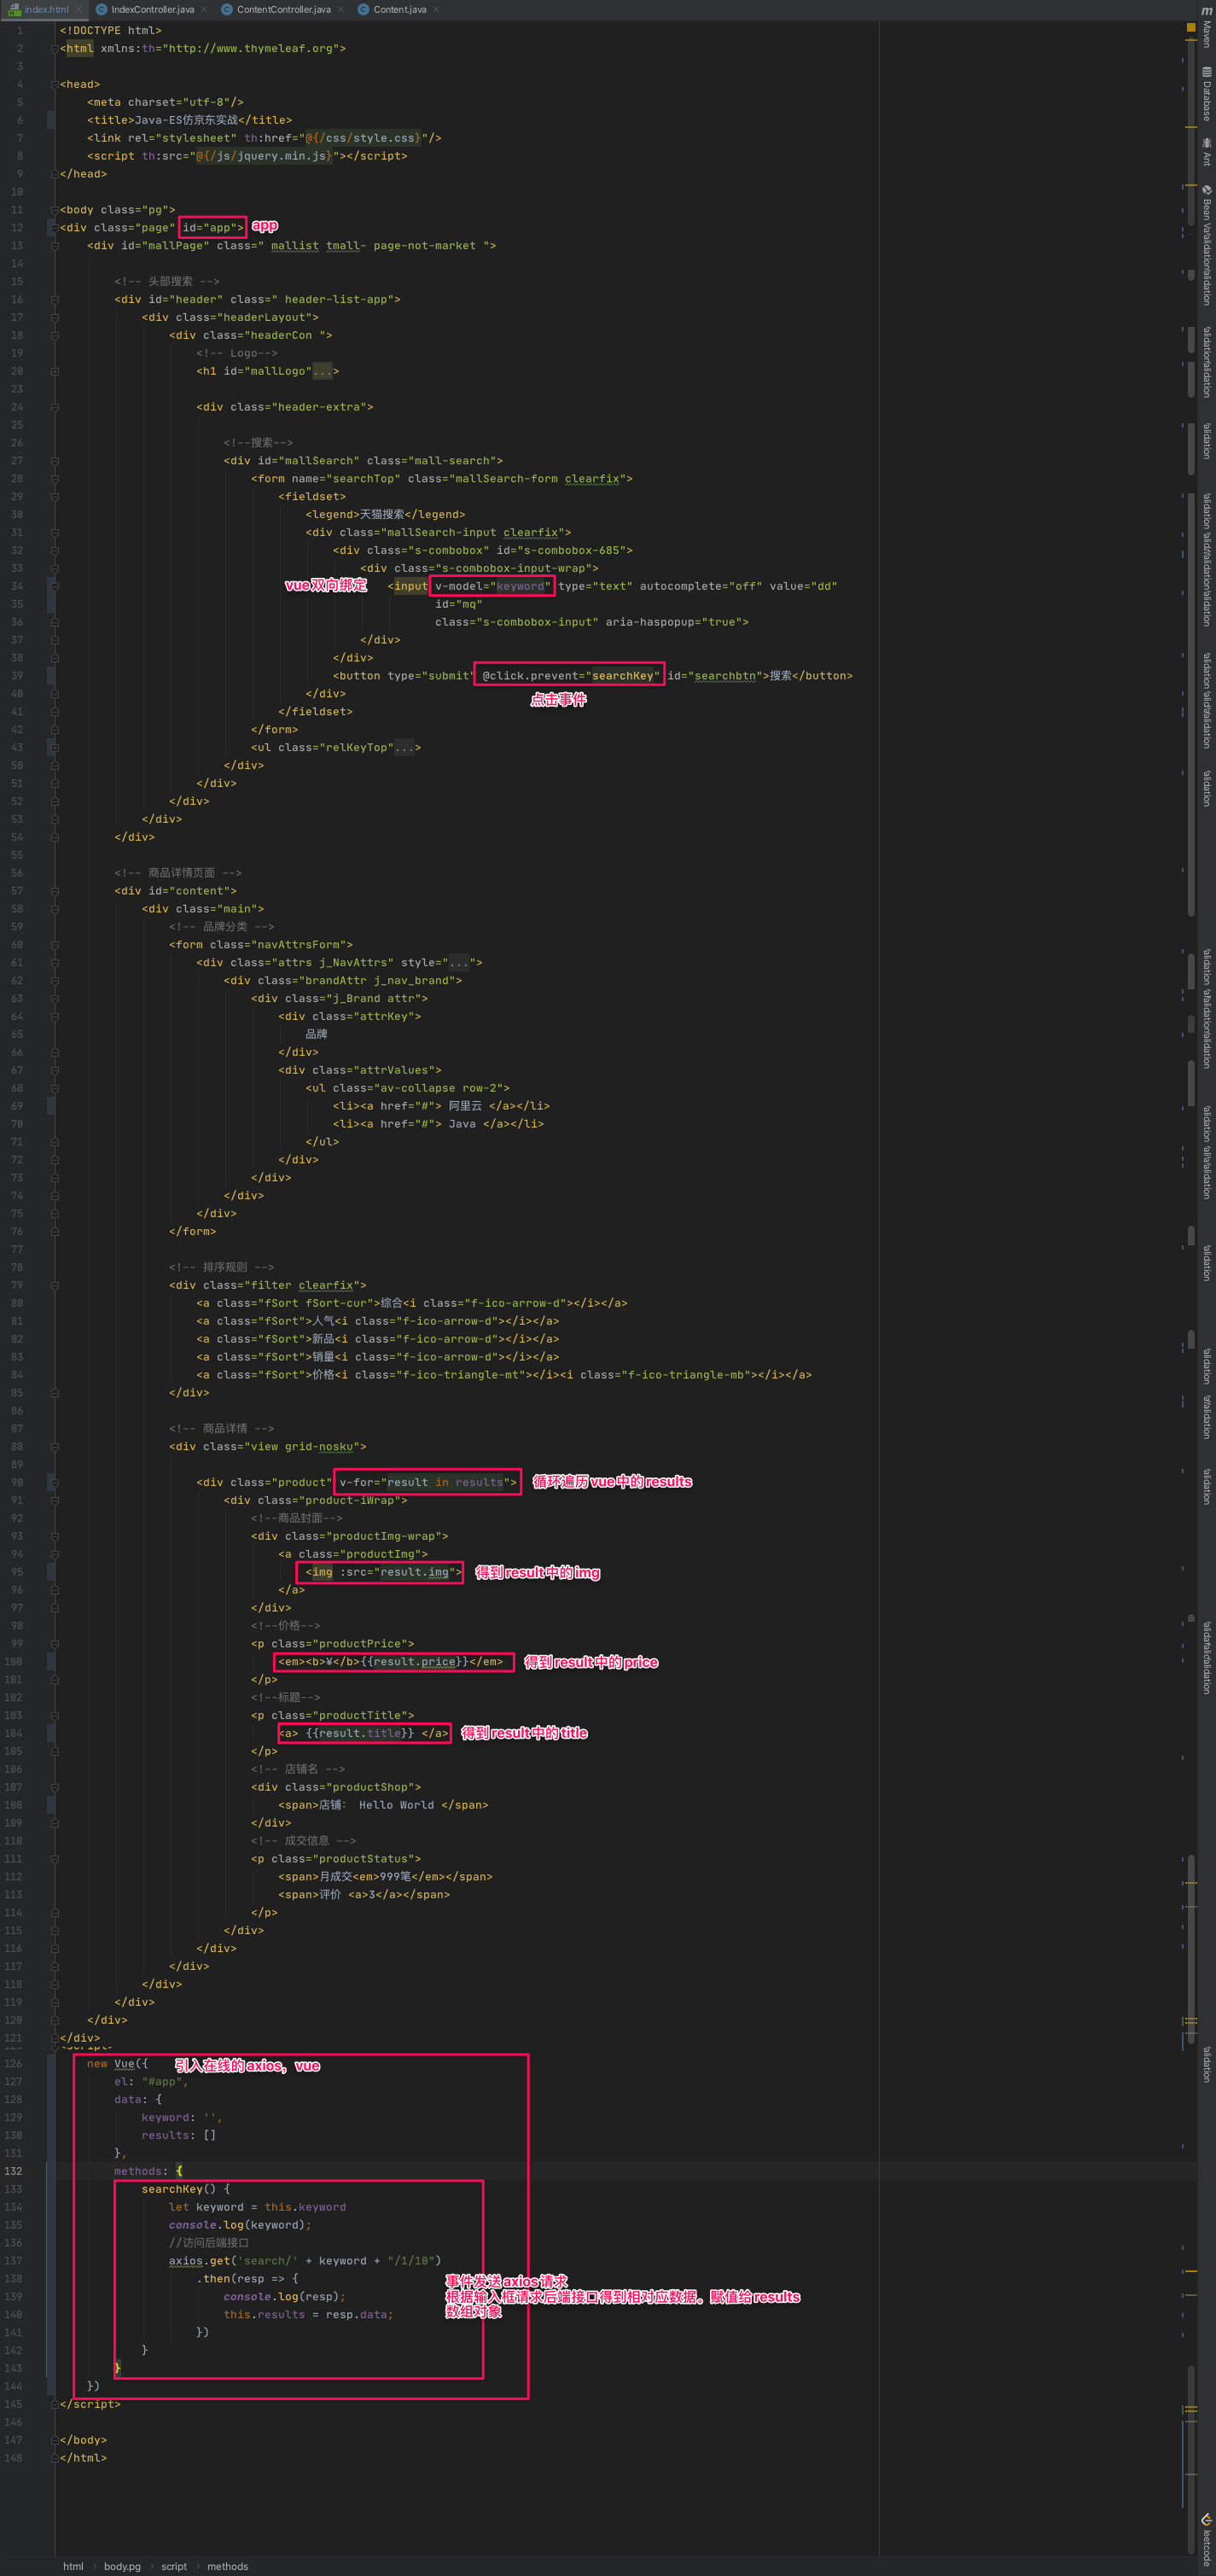 index.html IndexController.java ContentController.java Content.java
1 <!DOCTYPE html>
2 <html xmlns:th="http://www.thymeleaf.org">
3
4 <head>
5 <meta charset="utf-8"/>
6 <title>Java-ES仿京东实战</title>
7 <link rel="stylesheet" th:href="@{/css/style.css}"/>
8 <script th:src="@{/js/jquery.min.js}"></script>
9 </head>
10
11 <body class="pg">
12 <div class="page" id="app"> app
13 <div id="mallPage" class=" mallist tmall- page-not-market ">
14
15 <!-- 头部搜索 -->
16 <div id="header" class=" header-list-app">
17 <div class="headerLayout">
18 <div class="headerCon ">
19 <!-- Logo-->
20 <h1 id="mallLogo"...>
23
24 <div class="header-extra">
25
26 <!--搜索-->
27 <div id="mallSearch" class="mall-search">
28 <form name="searchTop" class="mallSearch-form clearfix">
29 <fieldset>
30 <legend>天猫搜索</legend>
31 <div class="mallSearch-input clearfix">
32 <div class="s-combobox" id="s-combobox-685">
33 <div class="s-combobox-input-wrap">
34 vue双向绑定 <input v-model="keyword" type="text" autocomplete="off" value="dd"
35 id="mq"
36 class="s-combobox-input" aria-haspopup="true">
37 </div>
38 </div>
39 <button type="submit" @click.prevent="searchKey" id="searchbtn">搜索</button>
40 </div>
点击事件
41 </fieldset>
42 </form>
43 <ul class="relKeyTop"...>
50 </div>
51 </div>
52 </div>
53 </div>
54 </div>
55
56 <!-- 商品详情页面 -->
57 <div id="content">
58 <div class="main">
59 <!-- 品牌分类 -->
60 <form class="navAttrsForm">
61 <div class="attrs j_NavAttrs" style="...">
62 <div class="brandAttr j_nav_brand">
63 <div class="j_Brand attr">
64 <div class="attrKey">
65 品牌
66 </div>
67 <div class="attrValues">
68 <ul class="av-collapse row-2">
69 <li><a href="#"> 阿里云 </a></li>
70 <li><a href="#"> Java </a></li>
71 </ul>
72 </div>
73 </div>
74 </div>
75 </div>
76 </form>
77
78 <!-- 排序规则 -->
79 <div class="filter clearfix">
80 <a class="fSort fSort-cur">综合<i class="f-ico-arrow-d"></i></a>
81 <a class="fSort">人气<i class="f-ico-arrow-d"></i></a>
82 <a class="fSort">新品<i class="f-ico-arrow-d"></i></a>
83 <a class="fSort">销量<i class="f-ico-arrow-d"></i></a>
84 <a class="fSort">价格<i class="f-ico-triangle-mt"></i><i class="f-ico-triangle-mb"></i></a>
85 </div>
86
87 <!-- 商品详情 -->
88 <div class="view grid-nosku">
89
90 <div class="product" v-for="result in results"> 循环遍历vue中的results
91 <div class="product-iWrap">
92 <!--商品封面-->
93 <div class="productImg-wrap">
94 <a class="productImg">
95 <img :src="result.img"> 得到result中的img
96 </a>
97 </div>
98 <!--价格-->
99 <p class="productPrice">
100 <em><b>¥</b>{{result.price}}</em> 得到result中的price
101 </p>
102 <!--标题-->
103 <p class="productTitle">
104 <a> {{result.title}} </a> 得到result中的title
105 </p>
106 <!-- 店铺名 -->
107 <div class="productShop">
108 <span>店铺： Hello World </span>
109 </div>
110 <!-- 成交信息 -->
111 <p class="productStatus">
112 <span>月成交<em>999笔</em></span>
113 <span>评价 <a>3</a></span>
114 </p>
115 </div>
116 </div>
117 </div>
118 </div>
119 </div>
120 </div>
121 </div>
126 new Vue({ 引入在线的axios，vue
127 el: "#app",
128 data: {
129 keyword: '',
130 results: []
131 },
132 methods: {
133 searchKey() {
134 let keyword = this.keyword
135 console.log(keyword);
136 //访问后端接口
137 axios.get('search/' + keyword + "/1/10")
138 .then(resp => {
事件发送axios请求
139 console.log(resp);
根据输入框请求后端接口得到相对应数据。赋值给results
140 this.results = resp.data;
数组对象
141 })
142 }
143 }
144 })
145 </script>
146
147 </body>
148 </html>
html body.pg script methods
Maven
Database
Ant
leetcode